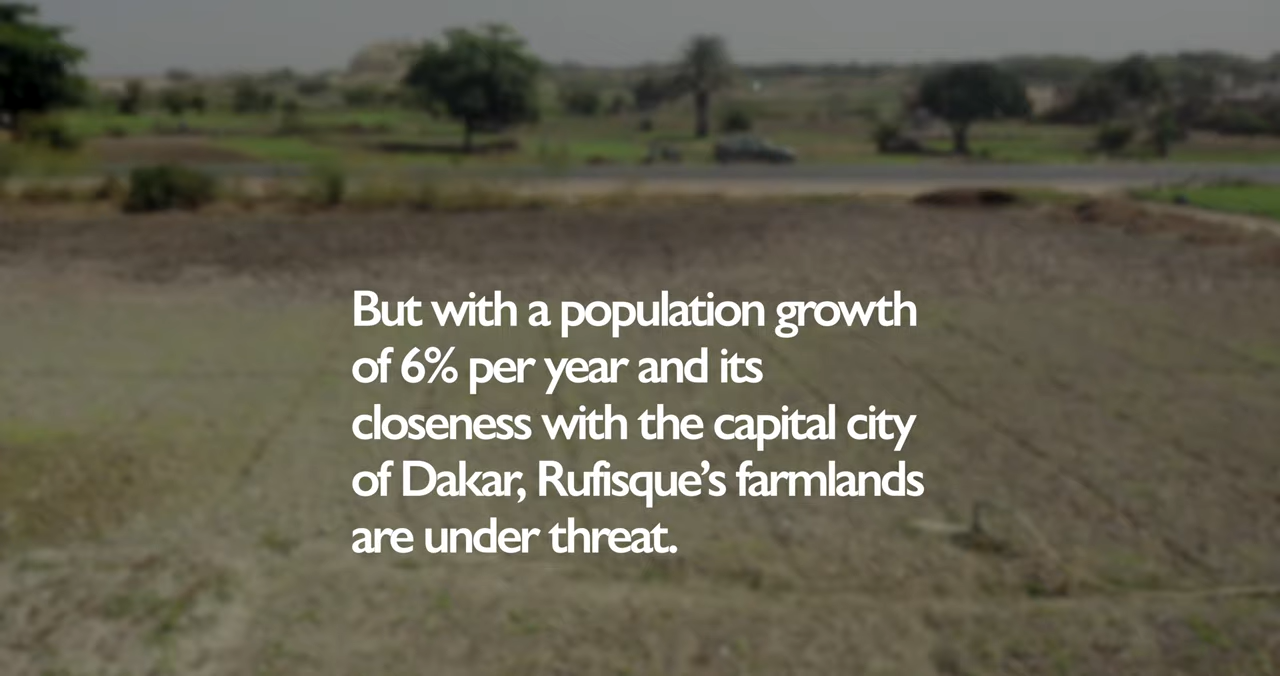 But with a population growth
of 6% per year and its
closeness with the capital city
of Dakar, Rufisque’s farmlands
are under threat.